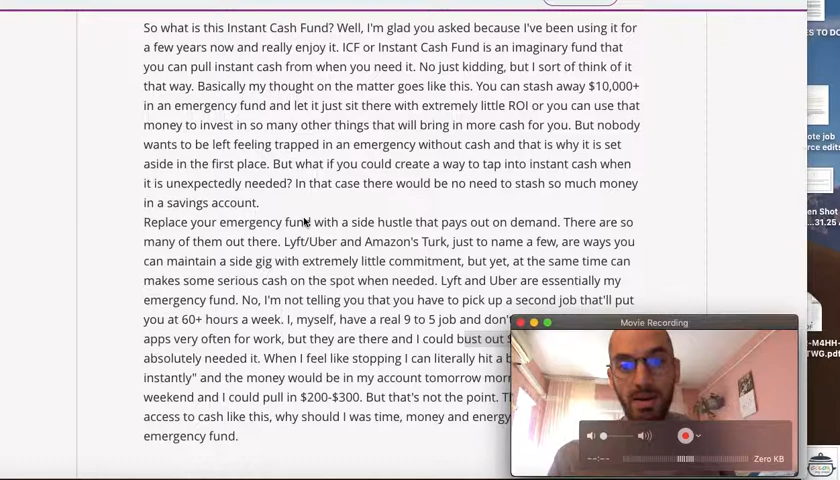 So what is this Instant Cash Fund? Well, I'm glad you asked because I've been using it for
a few years now and really enjoy it. ICF or Instant Cash Fund is an imaginary fund that
you can pull instant cash from when you need it. No just kidding, but I sort of think of it
that way. Basically my thought on the matter goes like this. You can stash away $10,000+
in an emergency fund and let it just sit there with extremely little ROI or you can use that
money to invest in so many other things that will bring in more cash for you. But nobody
wants to be left feeling trapped in an emergency without cash and that is why it is set
aside in the first place. But what if you could create a way to tap into instant cash when
it is unexpectedly needed? In that case there would be no need to stash so much money
in a savings account.
Replace your emergency fund with a side hustle that pays out on demand. There are so
many of them out there. Lyft/Uber and Amazon's Turk, just to name a few, are ways you
can maintain a side gig with extremely little commitment, but yet, at the same time can
makes some serious cash on the spot when needed. Lyft and Uber are essentially my
emergency fund. No, I'm not telling you that you have to pick up a second job that'll put
you at 60+ hours a week. I, myself, have a real 9 to 5 job and don'
apps very often for work, but they are there and I could bust out
absolutely needed it. When I feel like stopping I can literally hit a b
instantly" and the money would be in my account tomorrow morn
weekend and I could pull in $200-$300. But that's not the point. T
access to cash like this, why should I was time, money and energy
emergency fund.
Movie Recording
--:--
Zero KB
ES TO DO
ote job
rce edits
en Shot
...31.25
-M4HH-
TWG.pdf